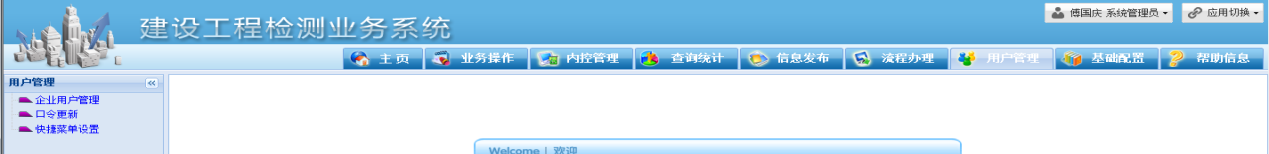 傅国庆 系统管理员 应用切换
建设工程检测业务系统
主页 业务操作 内控管理 查询统计 信息发布 流程办理 用户管理 基础配置 帮助信息
用户管理
企业用户管理
口令更新
快捷菜单设置
Welcome | 欢迎